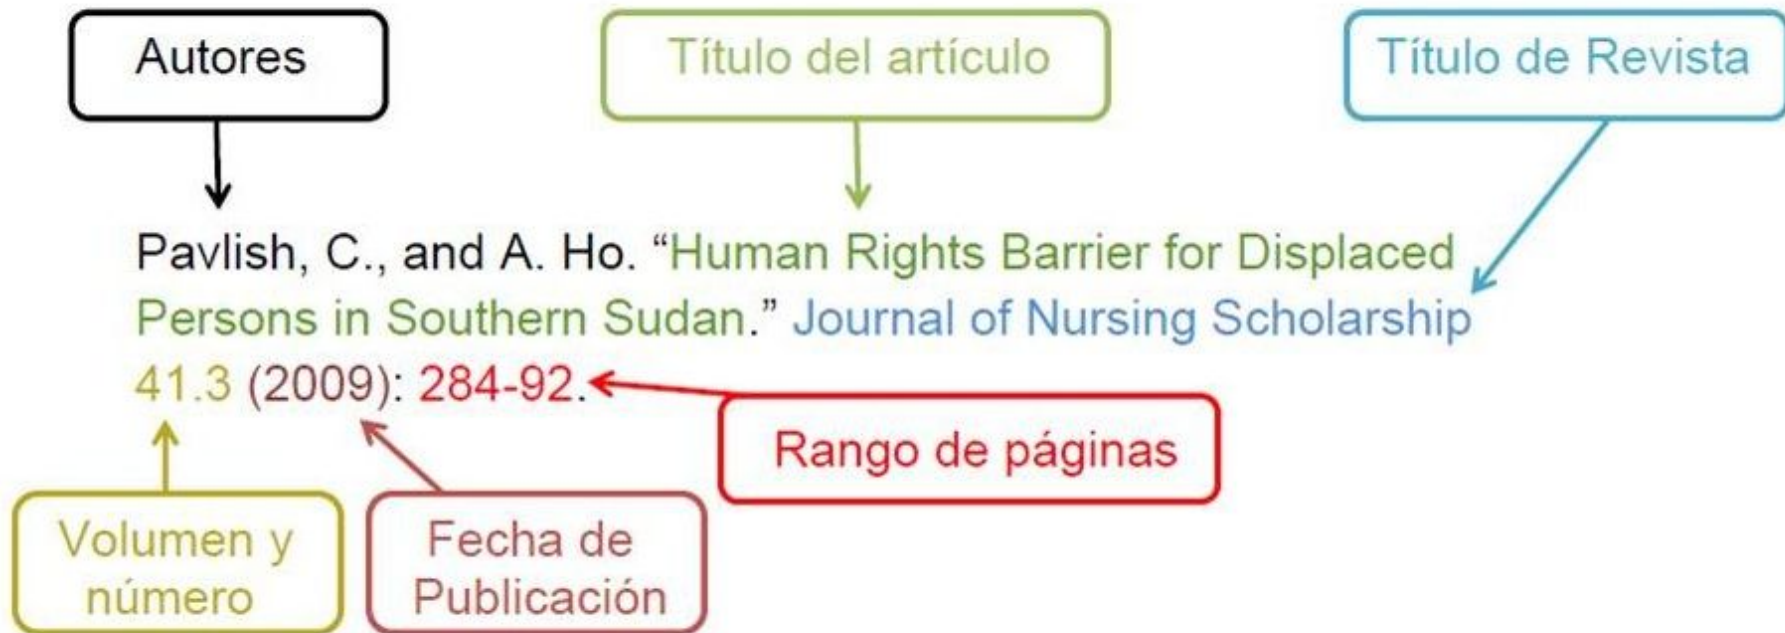 Autores
Título del artículo
Título de Revista
Pavlish, C., and A. Ho. “Human Rights Barrier for Displaced
Persons in Southern Sudan.” Journal of Nursing Scholarship
41.3 (2009): 284-92.
Rango de páginas
Volumen y
número
Fecha de
Publicación